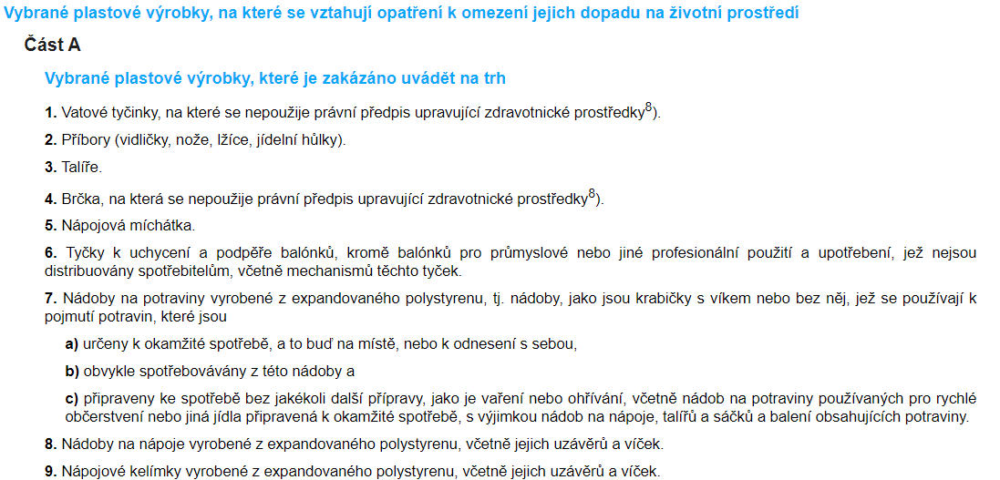 Vybrané plastové výrobky, na které se vztahují opatření k omezení jejich dopadu na životní prostředí
Část A
Vybrané plastové výrobky, které je zakázáno uvádět na trh
1. Vatové tyčinky, na které se nepoužije právní předpis upravující zdravotnické prostředky8).
2. Příbory (vidličky, nože, lžíce, jídelní hůlky).
3. Talíře.
4. Brčka, na která se nepoužije právní předpis upravující zdravotnické prostředky8).
5. Nápojová míchátka.
6. Tyčky k uchycení a podpěře balónků, kromě balónků pro průmyslové nebo jiné profesionální použití a upotřebení, jež nejsou
distribuovány spotřebitelům, včetně mechanismů těchto tyček.
7. Nádoby na potraviny vyrobené z expandovaného polystyrenu, tj. nádoby, jako jsou krabičky s víkem nebo bez něj, jež se používají k
pojmutí potravin, které jsou
a) určeny k okamžité spotřebě, a to buď na místě, nebo k odnesení s sebou,
b) obvykle spotřebovávány z této nádoby a
c) připraveny ke spotřebě bez jakékoli další přípravy, jako je vaření nebo ohřívání, včetně nádob na potraviny používaných pro rychlé
občerstvení nebo jiná jídla připravená k okamžité spotřebě, s výjimkou nádob na nápoje, talířů a sáčků a balení obsahujících potraviny.
8. Nádoby na nápoje vyrobené z expandovaného polystyrenu, včetně jejich uzávěrů a víček.
9. Nápojové kelímky vyrobené z expandovaného polystyrenu, včetně jejich uzávěrů a víček.